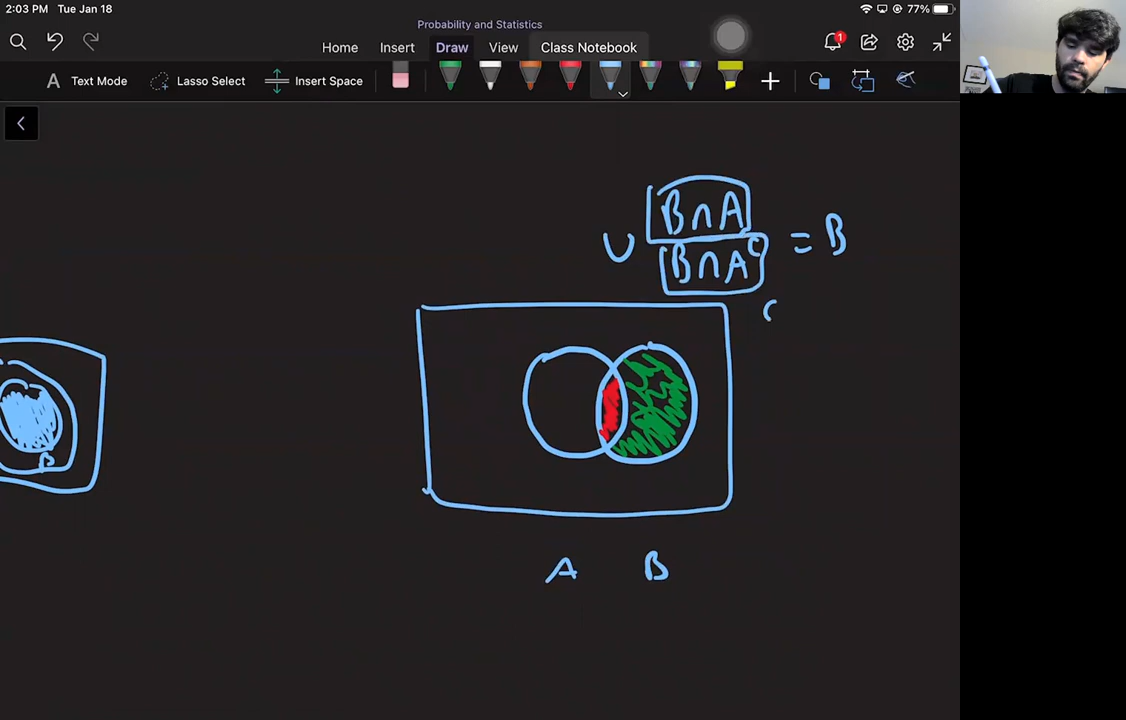 2:03 PM Tue Jan 18
77%
Probability and Statistics
Home Insert Draw View Class Notebook
1
A Text Mode Lasso Select Insert Space
B∩A
∪ = B
B∩Aᶜ
(
B
A B